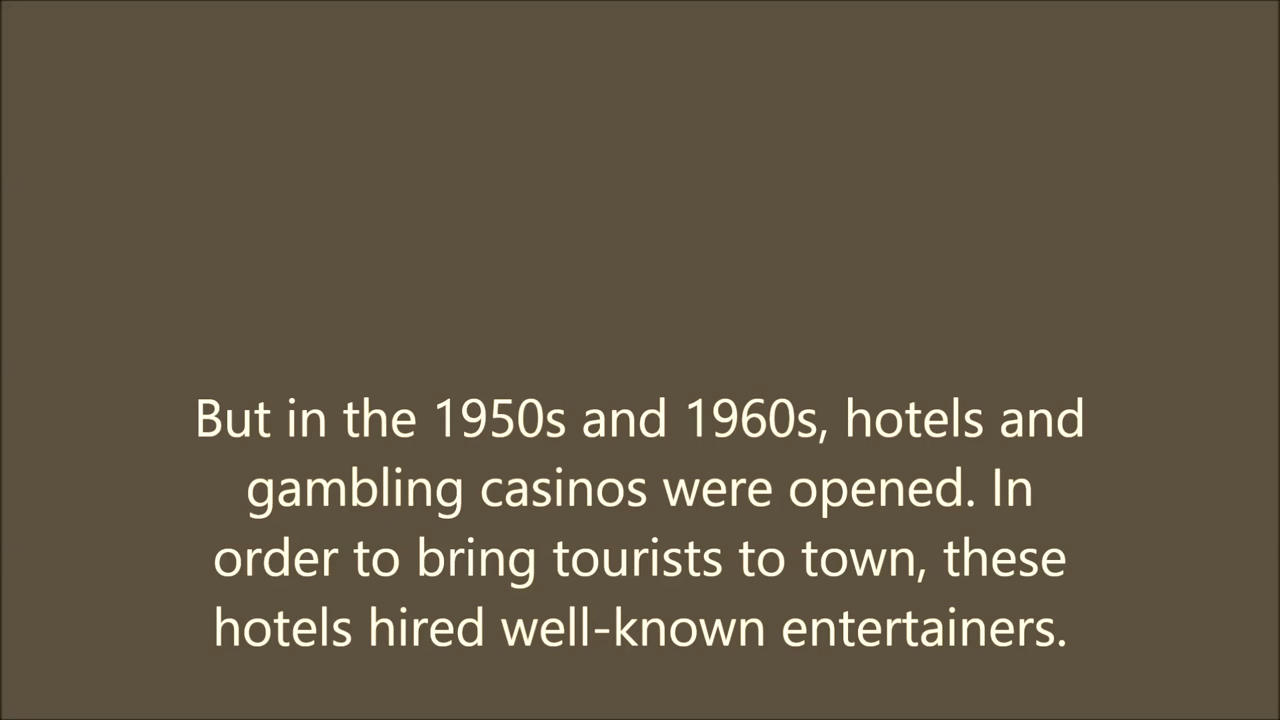 But in the 1950s and 1960s, hotels and
gambling casinos were opened. In
order to bring tourists to town, these
hotels hired well-known entertainers.